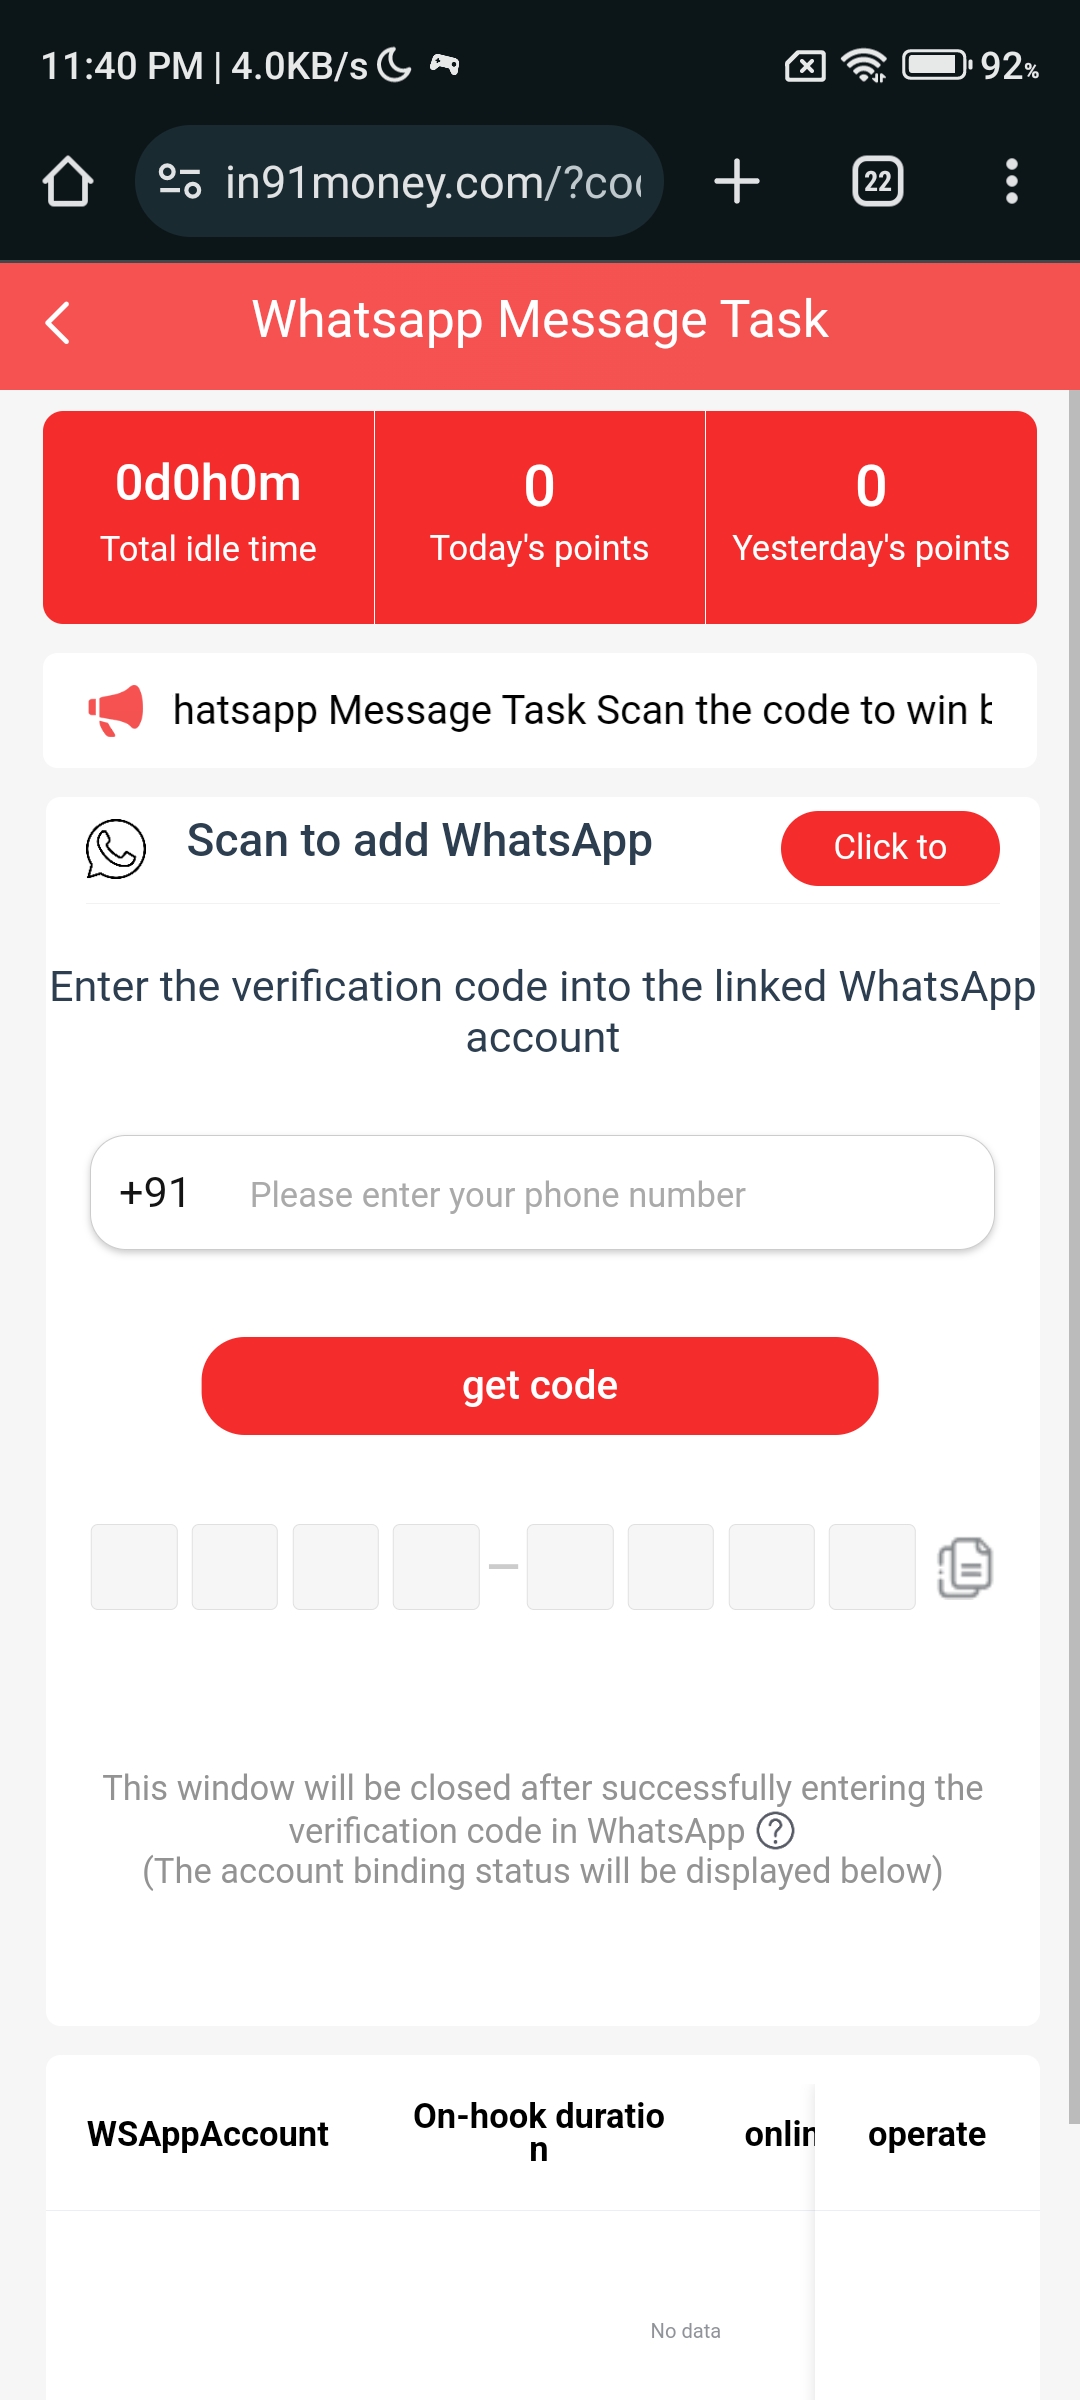 11:40 PM | 4.0KB/s
92%
in91money.com/?co
22
Whatsapp Message Task
0d0h0m
Total idle time
0
Today's points
0
Yesterday's points
hatsapp Message Task Scan the code to win
Scan to add WhatsApp
Click to
Enter the verification code into the linked WhatsApp
account
+91
Please enter your phone number
get code
This window will be closed after successfully entering the
verification code in WhatsApp ?
(The account binding status will be displayed below)
WSAppAccount
On-hook duratio
n
onlin
operate
No data